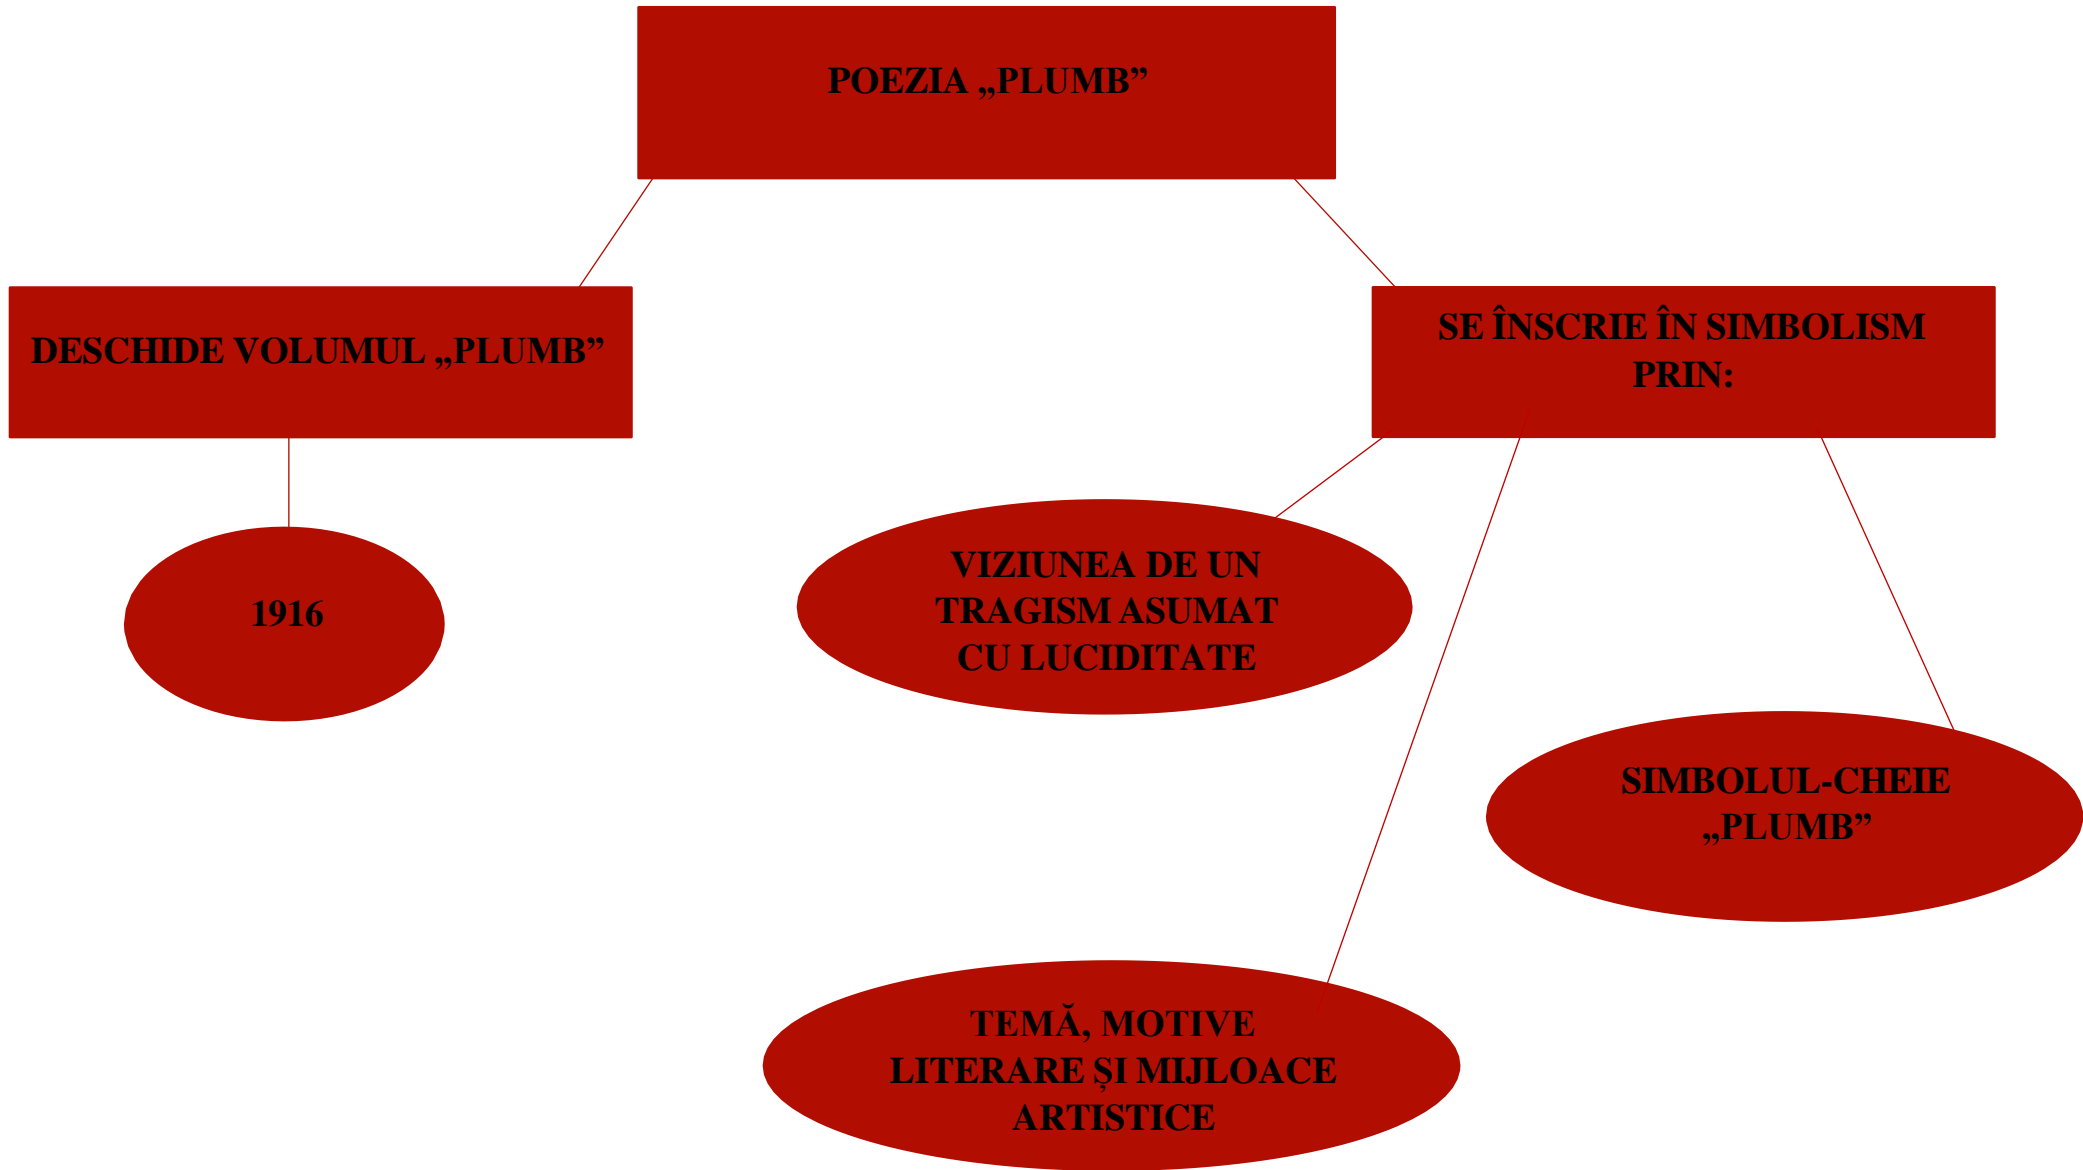 POEZIA „PLUMB”
DESCHIDE VOLUMUL „PLUMB”
SE ÎNSCRIE ÎN SIMBOLISM
PRIN:
1916
VIZIUNEA DE UN
TRAGISM ASUMAT
CU LUCIDITATE
SIMBOLUL-CHEIE
„PLUMB”
TEMĂ, MOTIVE
LITERARE ȘI MIJLOACE
ARTISTICE